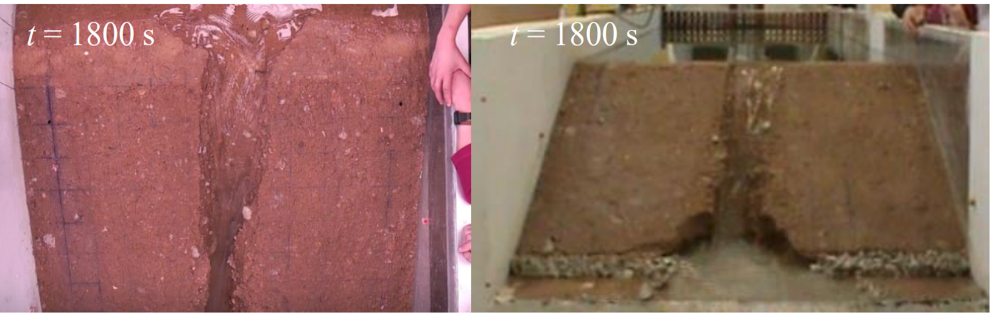 t = 1800 s
t = 1800 s